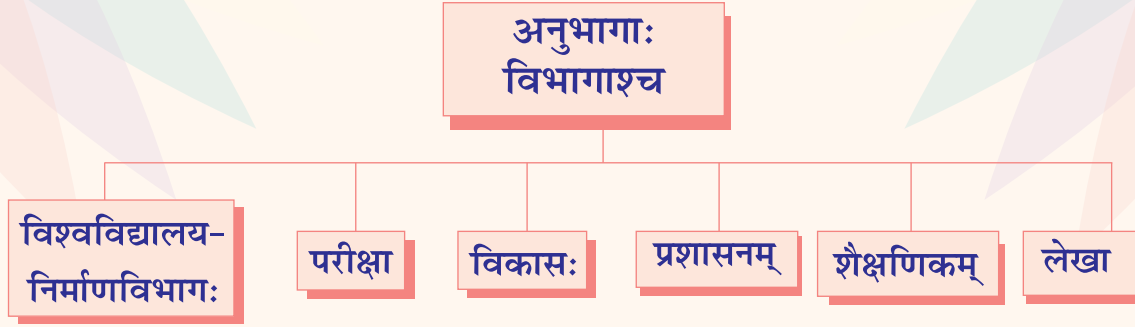 अनुभागाः
विभागाश्च
विश्वविद्यालय-
निर्माणविभागः
परीक्षा
विकासः
प्रशासनम्
शैक्षणिकम्
लेखा